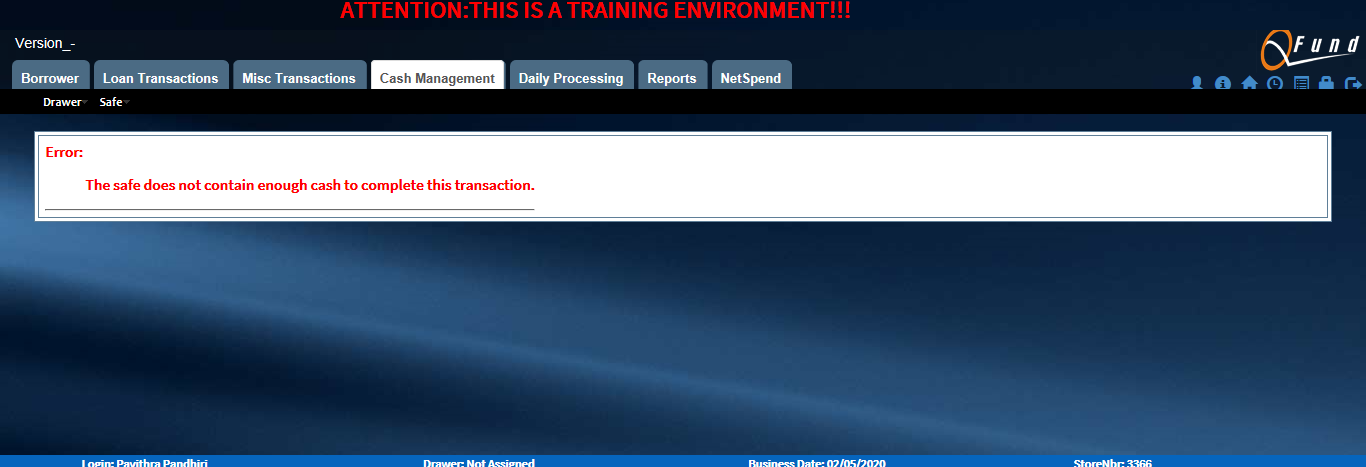 ATTENTION:THIS IS A TRAINING ENVIRONMENT!!!
Version_-
QFund
Borrower Loan Transactions Misc Transactions Cash Management Daily Processing Reports NetSpend
Drawer Safe
Error:
The safe does not contain enough cash to complete this transaction.
Login: Pavithra Pandhiri Drawer: Not Assigned Business Date: 02/05/2020 StoreNbr: 3366